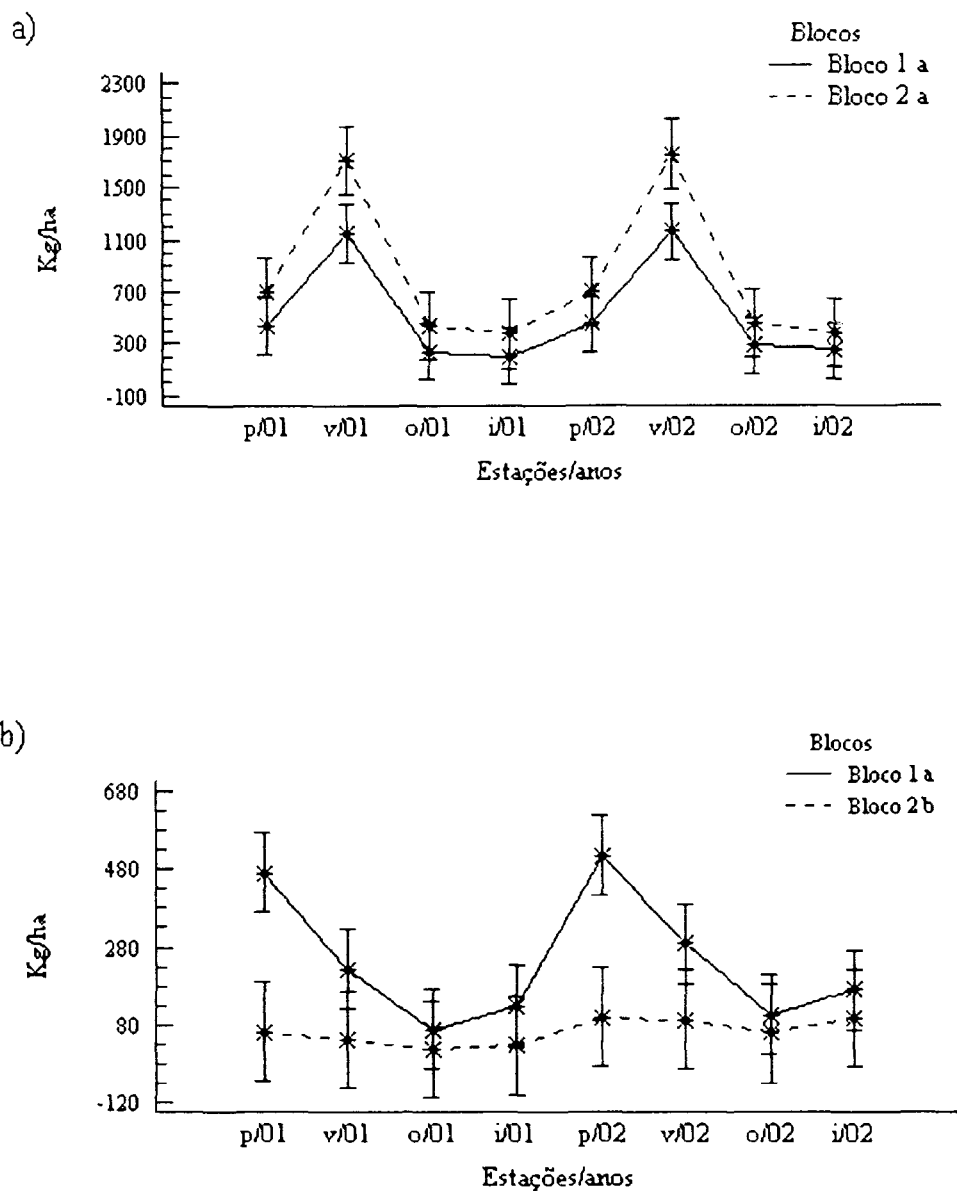 a)
Blocos
Bloco 1 a
Bloco 2 a
2300
1900
1500
1100
700
300
-100
Kg/ha
p/01 v/01 o/01 i/01 p/02 v/02 o/02 i/02
Estações/anos
b)
Blocos
Bloco 1 a
Bloco 2 b
680
480
280
80
-120
Kg/ha
p/01 v/01 o/01 i/01 p/02 v/02 o/02 i/02
Estações/anos